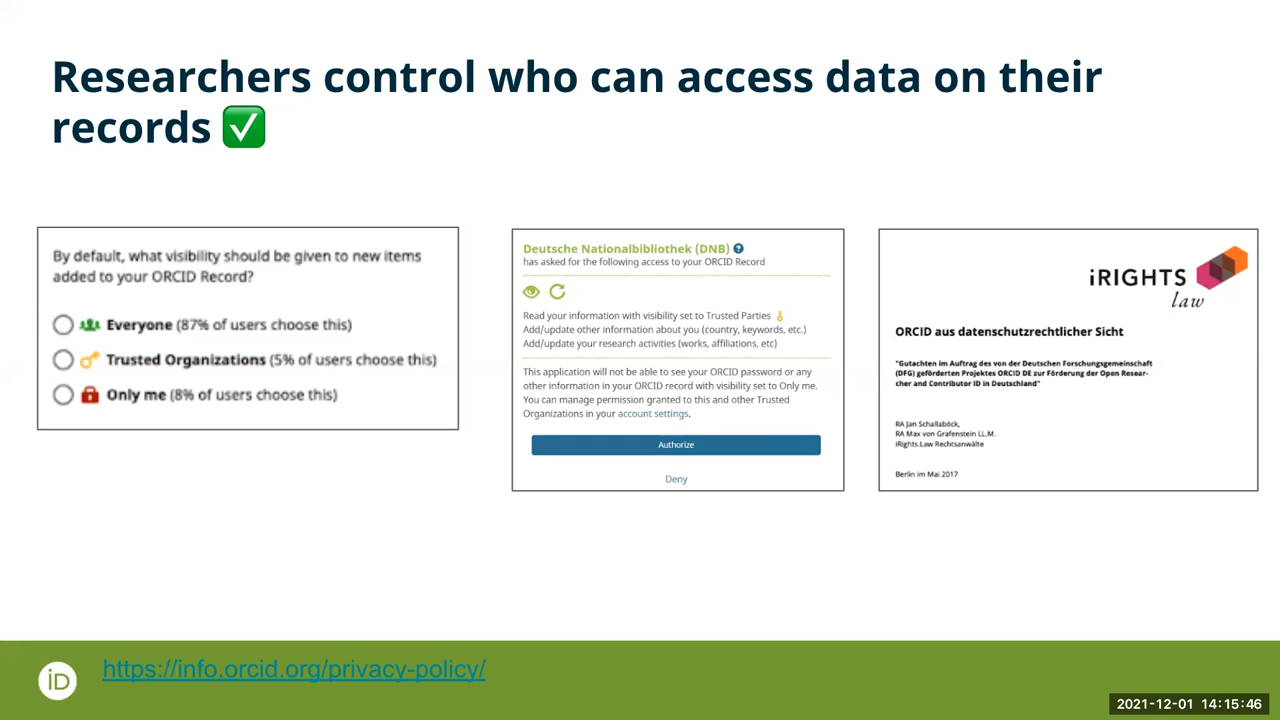 Researchers control who can access data on their
records ✅
By default, what visibility should be given to new items
added to your ORCID Record?
Everyone (87% of users choose this)
Trusted Organizations (5% of users choose this)
Only me (8% of users choose this)
Deutsche Nationalbibliothek (DNB) ?
has asked for the following access to your ORCID Record
Read your information with visibility set to Trusted Parties
Add/update other information about you (country, keywords, etc.)
Add/update your research activities (works, affiliations, etc)
This application will not be able to see your ORCID password or any
other information in your ORCID record with visibility set to Only me.
You can manage permission granted to this and other Trusted
Organizations in your account settings.
Authorize
Deny
iRIGHTS
law
ORCID aus datenschutzrechtlicher Sicht
"Gutachten im Auftrag des von der Deutschen Forschungsgemeinschaft
(DFG) geförderten Projektes ORCID DE zur Förderung der Open Resear-
cher and Contributor ID in Deutschland"
RA Jan Schallaböck,
RA Max von Grafenstein LL.M.
iRights.Law Rechtsanwälte
Berlin im Mai 2017
iD
https://info.orcid.org/privacy-policy/
2021-12-01 14:15:46